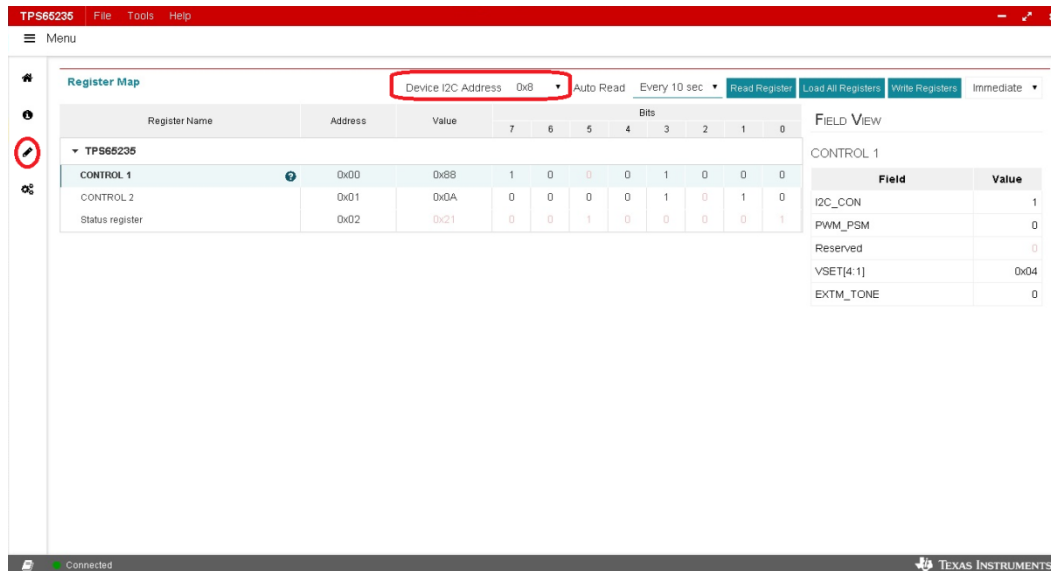 TPS65235 File Tools Help
Menu
Register Map
Device I2C Address 0x8 Auto Read Every 10 sec Read Register Load All Registers Write Registers Immediate
Register Name Address Value Bits
7 6 5 4 3 2 1 0
TPS65235
CONTROL 1 0x00 0x88 1 0 0 0 1 0 0 0
CONTROL 2 0x01 0x0A 0 0 0 0 1 0 1 0
Status register 0x02 0x21 0 0 1 0 0 0 0 1
FIELD VIEW
CONTROL 1
Field Value
I2C_CON 1
PWM_PSM 0
Reserved 0
VSET[4:1] 0x04
EXTM_TONE 0
Connected
TEXAS INSTRUMENTS